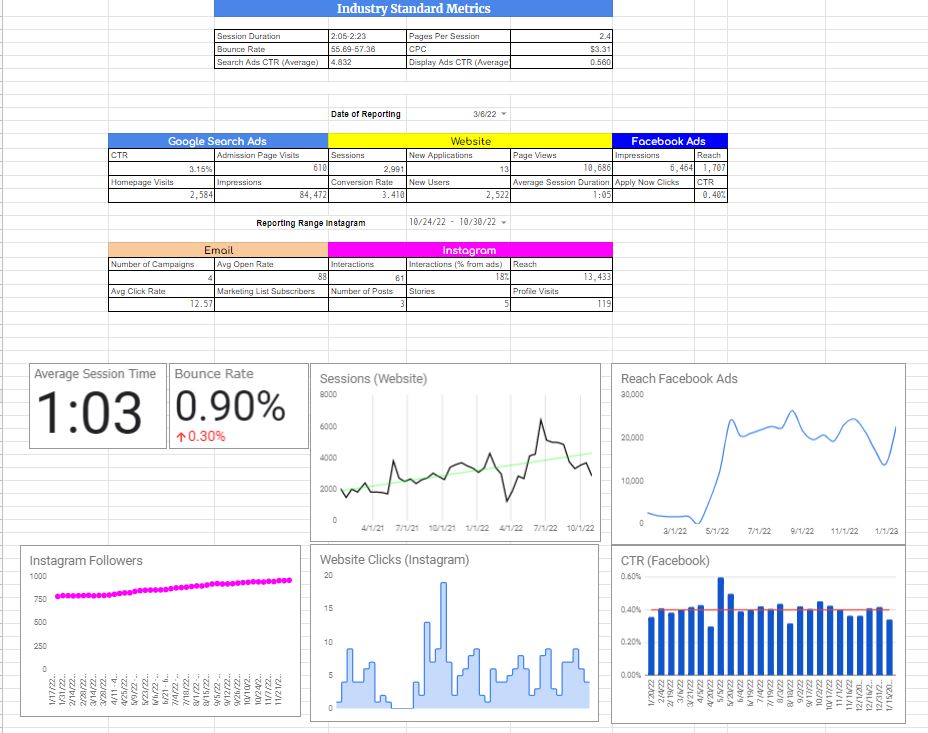 Industry Standard Metrics
Session Duration 2:05-2:23 Pages Per Session 2.4
Bounce Rate 55.69-57.36 CPC $3.31
Search Ads CTR (Average) 4.832 Display Ads CTR (Average 0.560
Date of Reporting 3/6/22
Google Search Ads Website Facebook Ads
CTR Admission Page Visits Sessions New Applications Page Views Impressions Reach
3.15% 610 2,991 13 10,686 6,464 1,707
Homepage Visits Impressions Conversion Rate New Users Average Session Duration Apply Now Clicks CTR
2,584 84,472 3.410 2,522 1:05 0.40%
Reporting Range Instagram 10/24/22 - 10/30/22
Email Instagram
Number of Campaigns Avg Open Rate Interactions Interactions (% from ads) Reach
4 88 61 18% 13,433
Avg Click Rate Marketing List Subscribers Number of Posts Stories Profile Visits
12.57 3 5 119
Average Session Time
1:03
Bounce Rate
0.90%
0.30%
Sessions (Website)
8000
6000
4000
2000
0
4/1/21 7/1/21 10/1/21 1/1/22 4/1/22 7/1/22 10/1/22
Reach Facebook Ads
30,000
20,000
10,000
0
3/1/22 5/1/22 7/1/22 9/1/22 11/1/22 1/1/23
Instagram Followers
1000
750
500
250
0
1/17/22.. 1/31/22.. 2/14/22.. 2/28/22.. 3/14/22.. 3/28/22.. 4/11 -4.. 4/25/22.. 5/9/22 -.. 5/23/22.. 6/6/22 -.. 6/21- 6.. 7/4/22 -.. 7/18/22.. 8/1/22 -.. 8/15/22.. 9/5/22 -.. 9/12/22.. 9/26/22.. 10/10/2.. 10/24/2.. 11/7/22.. 11/21/2..
Website Clicks (Instagram)
20
15
10
5
0
CTR (Facebook)
0.60%
0.40%
0.20%
0.00%
1/20/22 2/4/22 2/19/22 3/6/22 3/21/22 4/5/22 4/20/22 5/5/22 5/20/22 6/4/22 6/19/22 7/4/22 7/19/22 8/3/22 8/18/22 9/2/22 9/17/22 10/2/22 10/17/22 11/1/22 11/16/22 12/1/20.. 12/16/2.. 12/31/2.. 1/15/20..